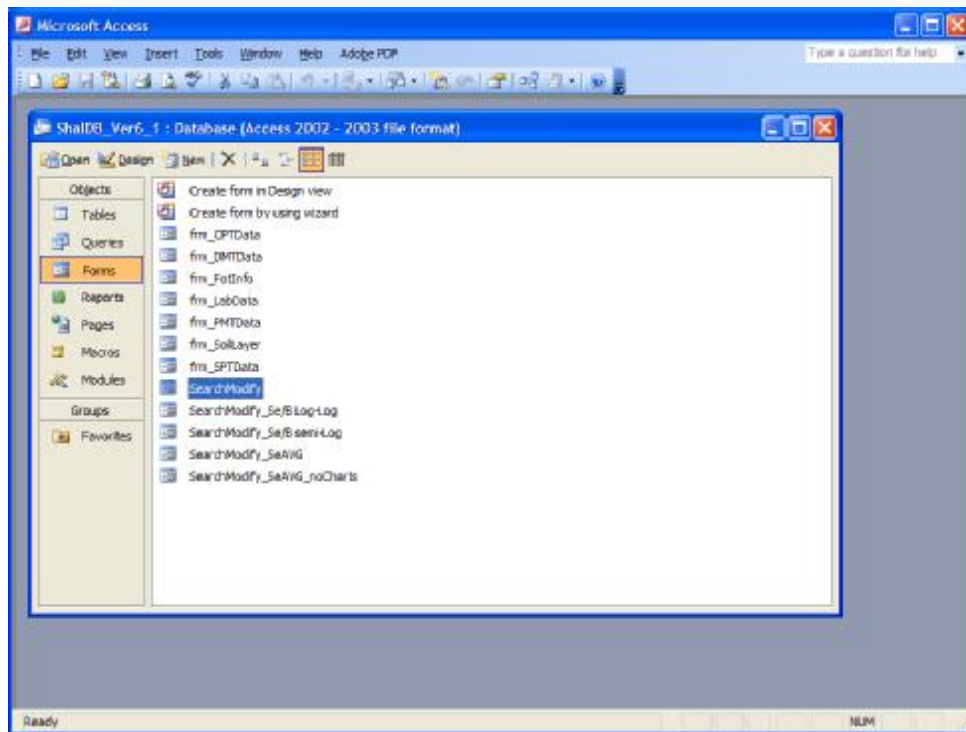 Microsoft Access
File Edit View Insert Tools Window Help Adobe PDF
Type a question for help
ShalDB_Ver6_1 : Database (Access 2002 - 2003 file format)
Open Design New
Objects
Tables
Queries
Forms
Reports
Pages
Macros
Modules
Groups
Favorites
Create form in Design view
Create form by using wizard
frm_CPTData
frm_DMTData
frm_FotInfo
frm_LabData
frm_PMTData
frm_SoilLayer
frm_SPTData
SearchModify
SearchModify_Se/B Log-Log
SearchModify_Se/B semi-Log
SearchModify_SeAVG
SearchModify_SeAVG_noCharts
Ready
NUM